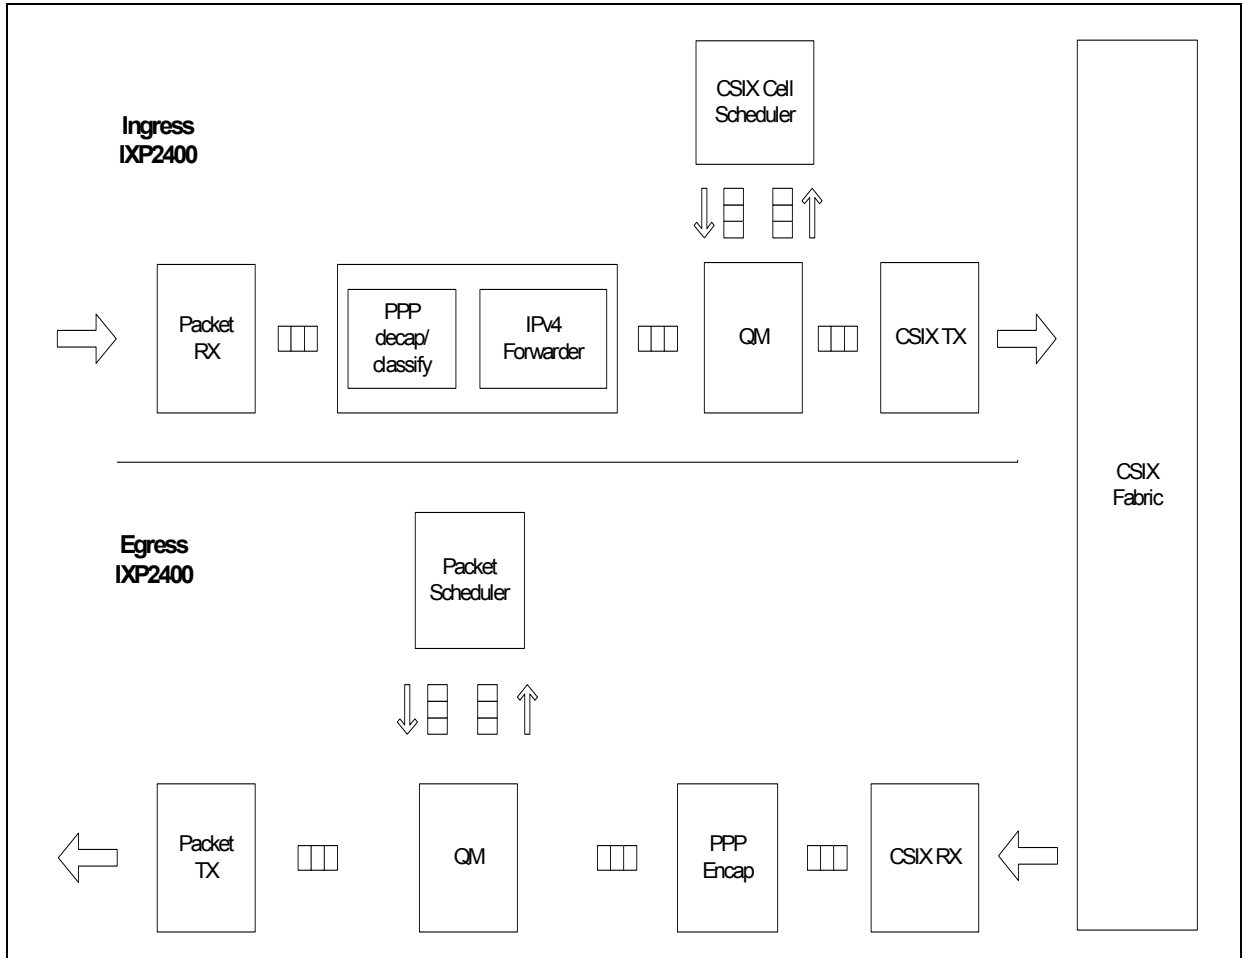 CSIX Cell
Scheduler
Ingress
IXP2400
Packet
RX
PPP
decap/
classify
IPv4
Forwarder
QM
CSIX TX
CSIX
Fabric
Egress
IXP2400
Packet
Scheduler
Packet
TX
QM
PPP
Encap
CSIX RX